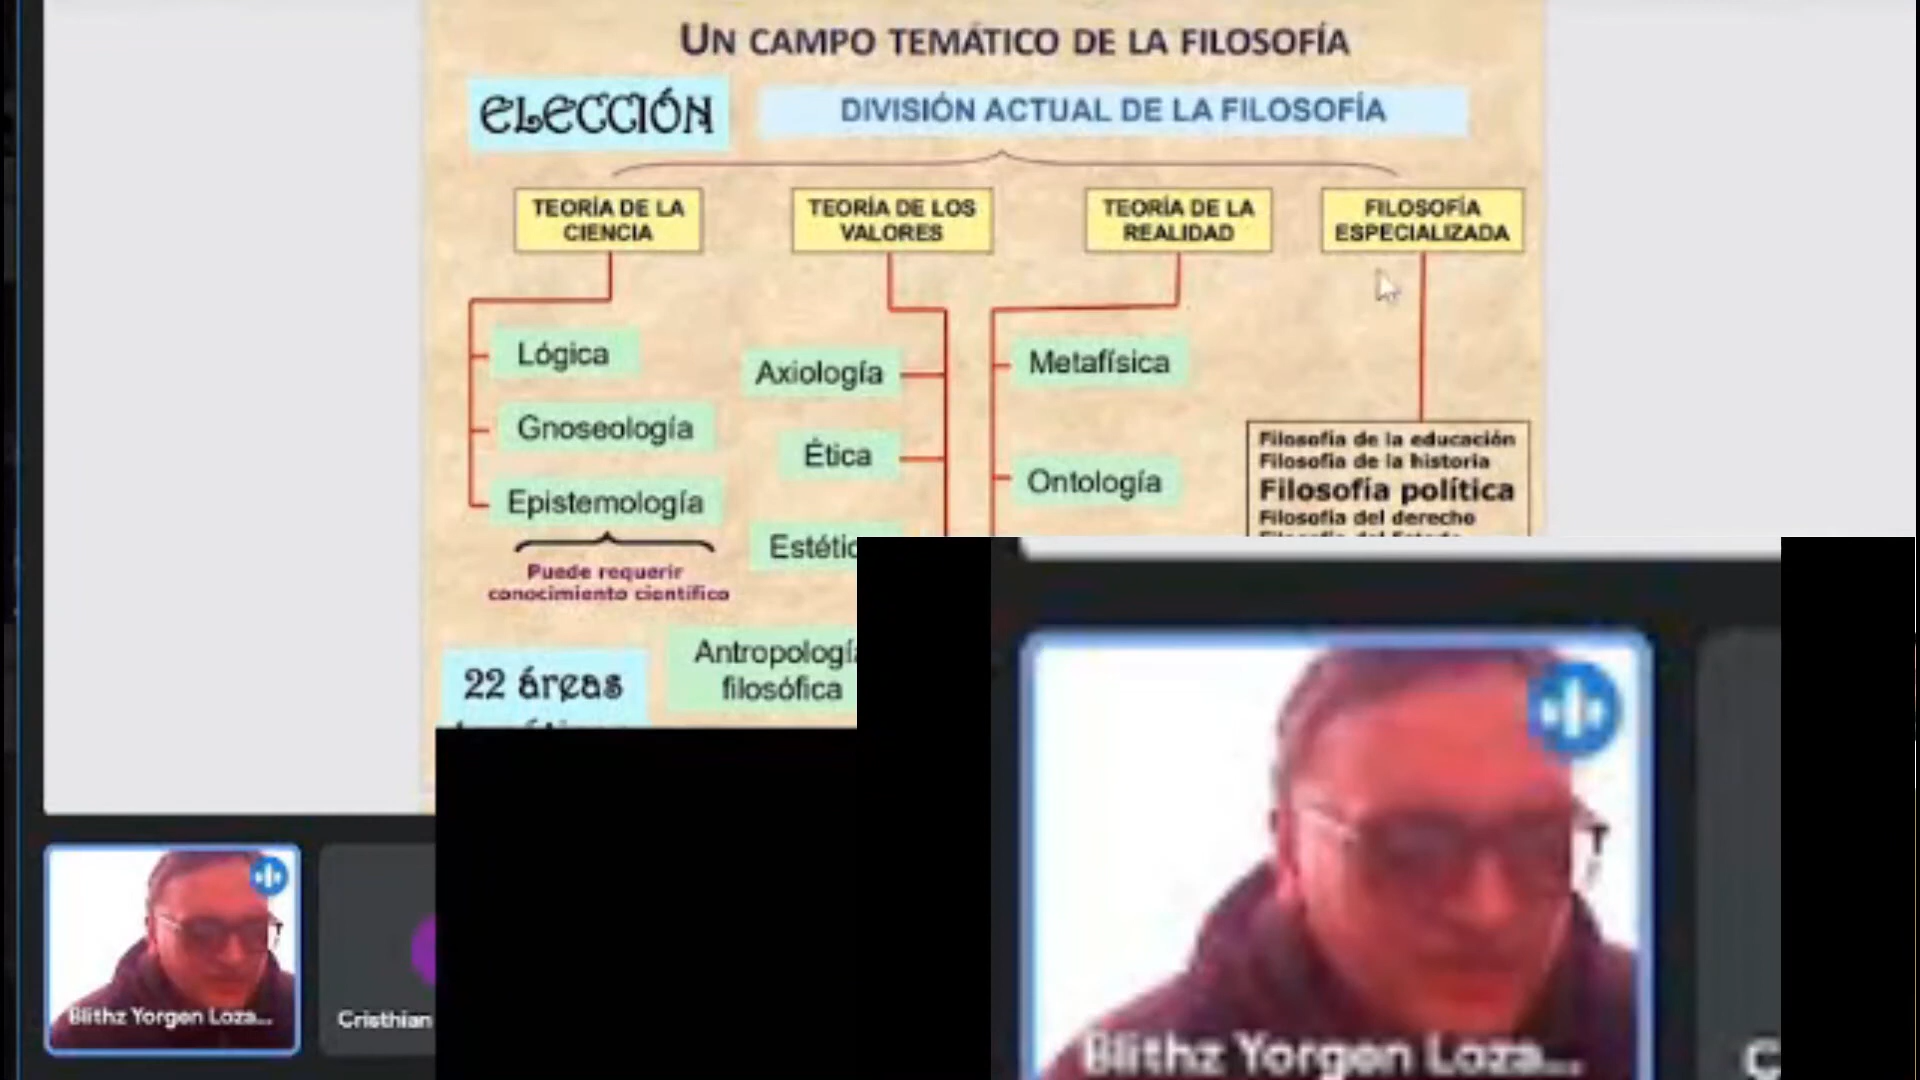 UN CAMPO TEMÁTICO DE LA FILOSOFÍA
ELECCIÓN
DIVISIÓN ACTUAL DE LA FILOSOFÍA
TEORÍA DE LA
CIENCIA
TEORÍA DE LOS
VALORES
TEORÍA DE LA
REALIDAD
FILOSOFÍA
ESPECIALIZADA
Lógica
Gnoseología
Epistemología
Puede requerir
conocimiento científico
Axiología
Ética
Estétic
Metafísica
Ontología
Filosofía de la educación
Filosofía de la historia
Filosofía política
Filosofía del derecho
22 áreas
Antropología
filosófica
Blithz Yorgen Loza...
Cristhian
Blithz Yorgen Loza...
C